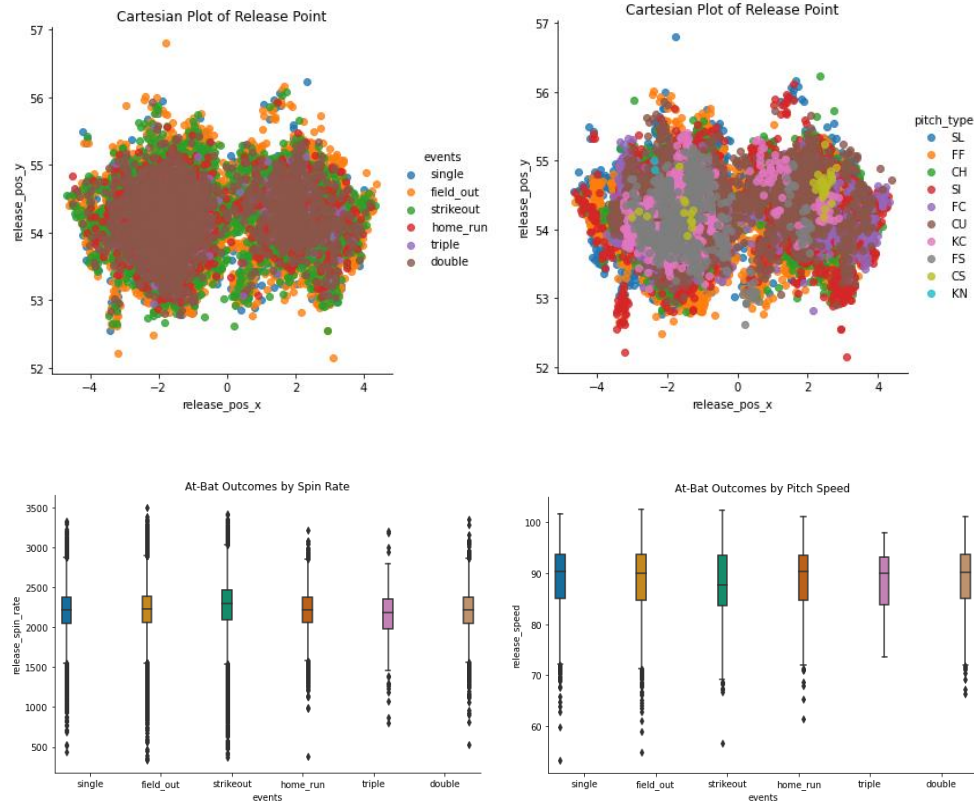 Cartesian Plot of Release Point
57
56
55
54
53
52
release_pos_y
−4 −2 0 2 4
release_pos_x
events
single
field_out
strikeout
home_run
triple
double
Cartesian Plot of Release Point
57
56
55
54
53
52
release_pos_y
−4 −2 0 2 4
release_pos_x
pitch_type
SL
FF
CH
SI
FC
CU
KC
FS
CS
KN
At-Bat Outcomes by Spin Rate
3500
3000
2500
2000
1500
1000
500
release_spin_rate
single field_out strikeout home_run triple double
events
At-Bat Outcomes by Pitch Speed
100
90
80
70
60
release_speed
single field_out strikeout home_run triple double
events